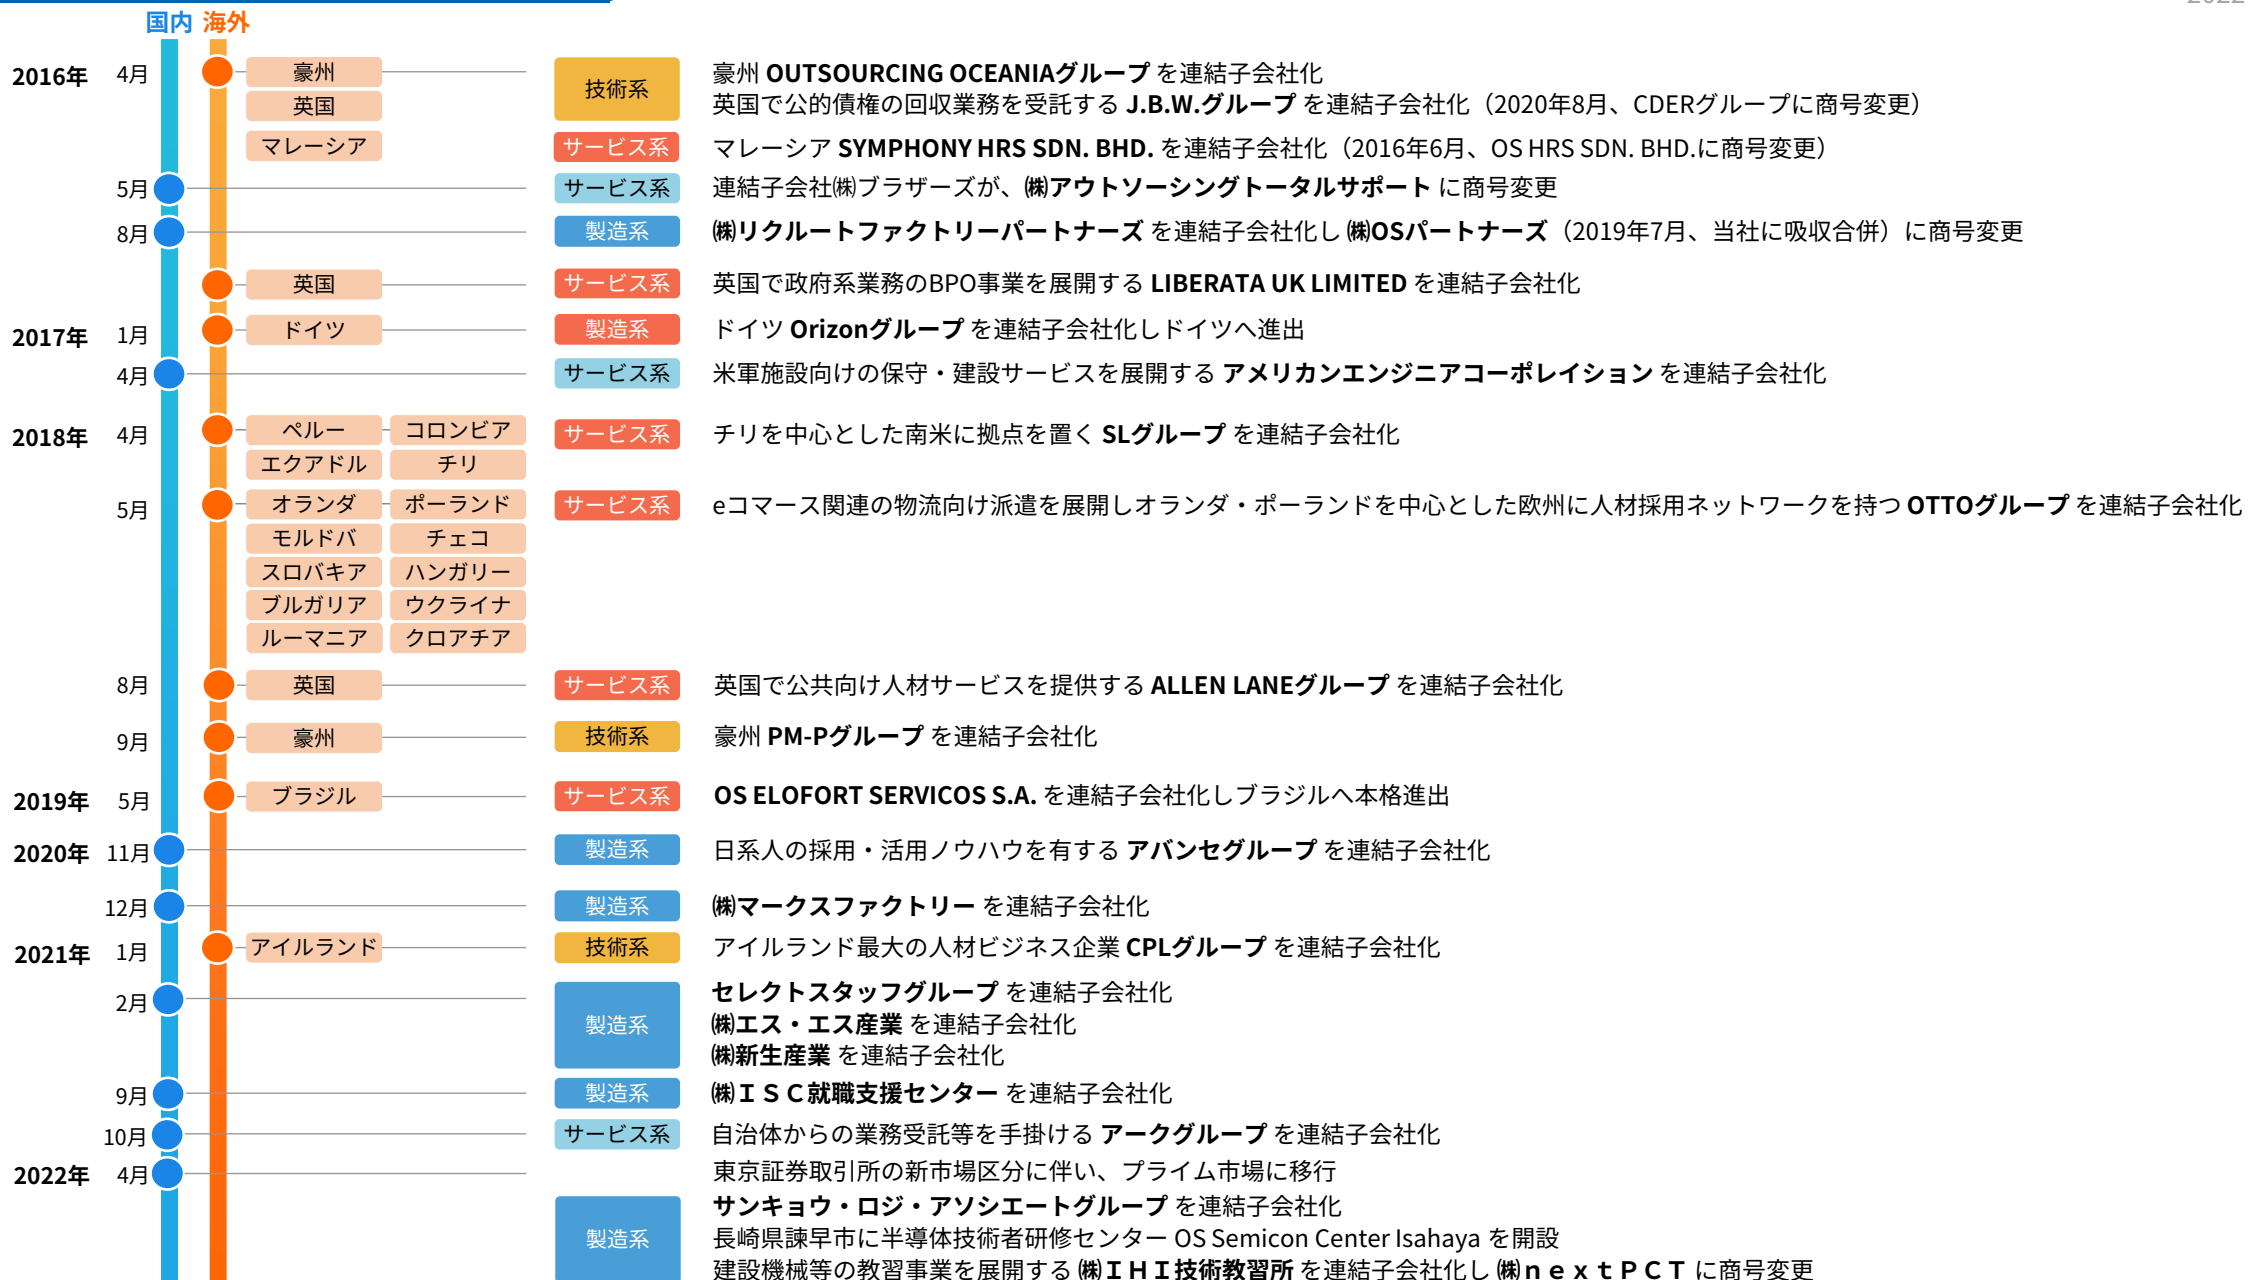 2022
国内 海外
2016年 4月 豪州 技術系 豪州 OUTSOURCING OCEANIAグループ を連結子会社化
英国 英国で公的債権の回収業務を受託する J.B.W.グループ を連結子会社化（2020年8月、CDERグループに商号変更）
マレーシア サービス系 マレーシア SYMPHONY HRS SDN. BHD. を連結子会社化（2016年6月、OS HRS SDN. BHD.に商号変更）
5月 サービス系 連結子会社㈱ブラザーズが、㈱アウトソーシングトータルサポート に商号変更
8月 製造系 ㈱リクルートファクトリーパートナーズ を連結子会社化し ㈱OSパートナーズ（2019年7月、当社に吸収合併）に商号変更
英国 サービス系 英国で政府系業務のBPO事業を展開する LIBERATA UK LIMITED を連結子会社化
2017年 1月 ドイツ 製造系 ドイツ Orizonグループ を連結子会社化しドイツへ進出
4月 サービス系 米軍施設向けの保守・建設サービスを展開する アメリカンエンジニアコーポレイション を連結子会社化
2018年 4月 ペルー コロンビア サービス系 チリを中心とした南米に拠点を置く SLグループ を連結子会社化
エクアドル チリ
5月 オランダ ポーランド サービス系 eコマース関連の物流向け派遣を展開しオランダ・ポーランドを中心とした欧州に人材採用ネットワークを持つ OTTOグループ を連結子会社化
モルドバ チェコ
スロバキア ハンガリー
ブルガリア ウクライナ
ルーマニア クロアチア
8月 英国 サービス系 英国で公共向け人材サービスを提供する ALLEN LANEグループ を連結子会社化
9月 豪州 技術系 豪州 PM-Pグループ を連結子会社化
2019年 5月 ブラジル サービス系 OS ELOFORT SERVICOS S.A. を連結子会社化しブラジルへ本格進出
2020年 11月 製造系 日系人の採用・活用ノウハウを有する アバンセグループ を連結子会社化
12月 製造系 ㈱マークスファクトリー を連結子会社化
2021年 1月 アイルランド 技術系 アイルランド最大の人材ビジネス企業 CPLグループ を連結子会社化
2月 製造系 セレクトスタッフグループ を連結子会社化
㈱エス・エス産業 を連結子会社化
㈱新生産業 を連結子会社化
9月 製造系 ㈱ＩＳＣ就職支援センター を連結子会社化
10月 サービス系 自治体からの業務受託等を手掛ける アークグループ を連結子会社化
2022年 4月 東京証券取引所の新市場区分に伴い、プライム市場に移行
サンキョウ・ロジ・アソシエートグループ を連結子会社化
製造系 長崎県諫早市に半導体技術者研修センター OS Semicon Center Isahaya を開設
建設機械等の教習事業を展開する ㈱ＩＨＩ技術教習所 を連結子会社化し ㈱ｎｅｘｔＰＣＴ に商号変更